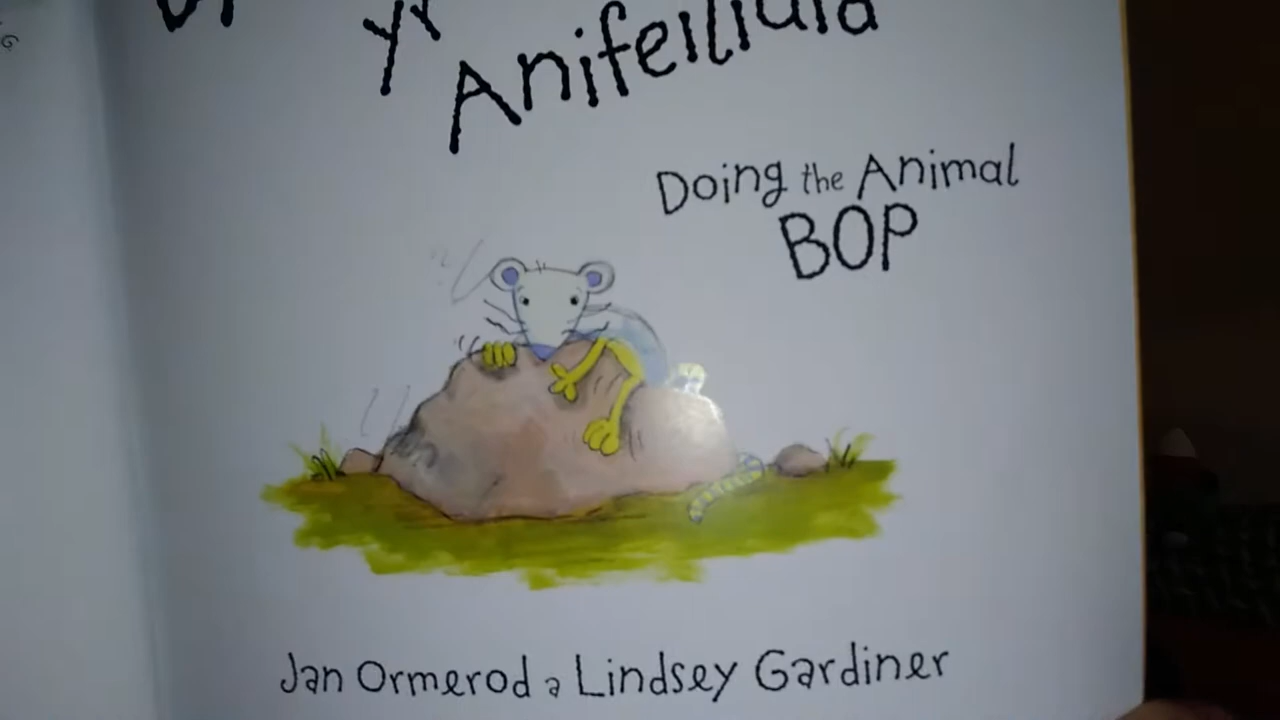 yr
Anifeiliaid
Doing the Animal
BOP
Jan Ormerod a Lindsey Gardiner